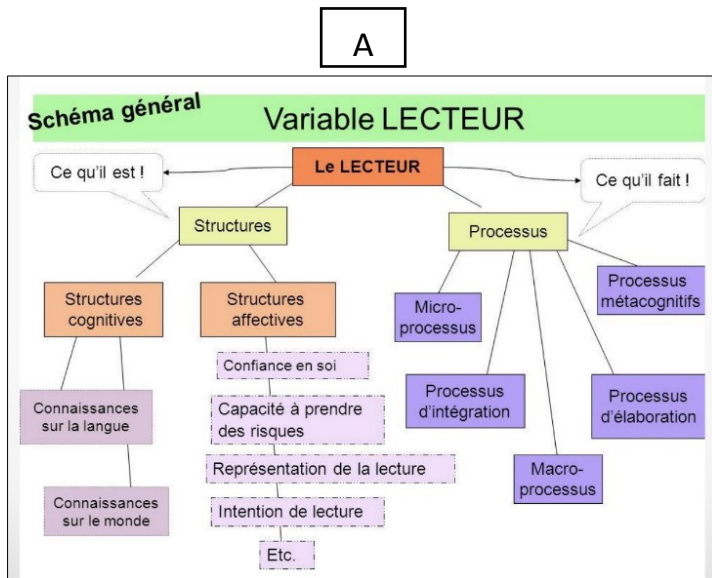 A
Schéma général
Variable LECTEUR
Ce qu'il est !
Le LECTEUR
Ce qu'il fait !
Structures
Processus
Structures
cognitives
Structures
affectives
Micro-
processus
Processus
métacognitifs
Confiance en soi
Connaissances
sur la langue
Capacité à prendre
des risques
Processus
d'intégration
Processus
d'élaboration
Représentation de la lecture
Macro-
processus
Connaissances
sur le monde
Intention de lecture
Etc.